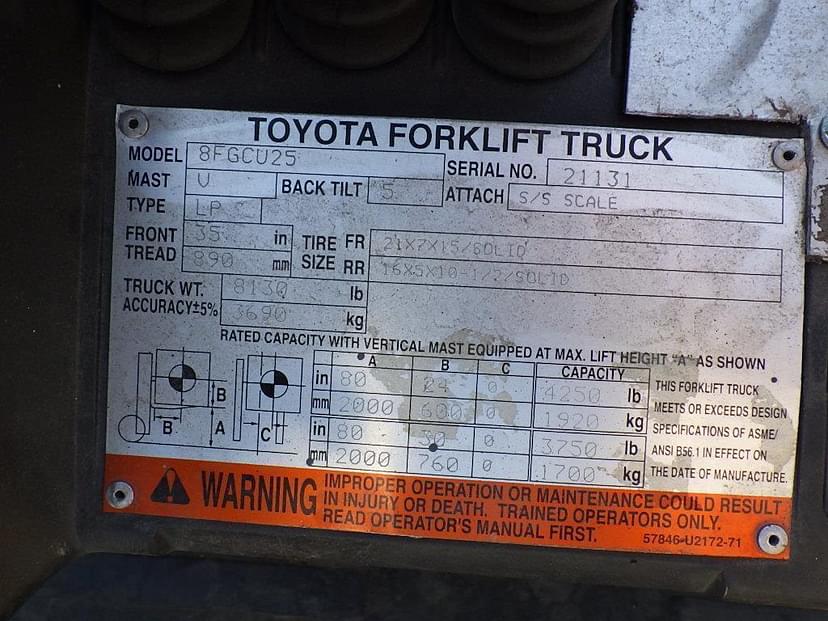 TOYOTA FORKLIFT TRUCK
MODEL 8FGCU25 SERIAL NO. 21131
MAST V BACK TILT 5 ATTACH S/S SCALE
TYPE LP S
FRONT TREAD 35 in 890 mm
TIRE SIZE FR 21X7X15/SOLID
RR 16X5X10-1/2/SOLID
TRUCK WT. 8130 lb
ACCURACY±5% 3690 kg
RATED CAPACITY WITH VERTICAL MAST EQUIPPED AT MAX. LIFT HEIGHT "A" AS SHOWN
A B C CAPACITY
in 80 24 0 4250 lb
mm 2000 600 0 1920 kg
in 80 30 0 3750 lb
mm 2000 760 0 1700 kg
B B A C
THIS FORKLIFT TRUCK
MEETS OR EXCEEDS DESIGN
SPECIFICATIONS OF ASME/
ANSI B56.1 IN EFFECT ON
THE DATE OF MANUFACTURE.
WARNING
IMPROPER OPERATION OR MAINTENANCE COULD RESULT
IN INJURY OR DEATH. TRAINED OPERATORS ONLY.
READ OPERATOR'S MANUAL FIRST.
57846-U2172-71